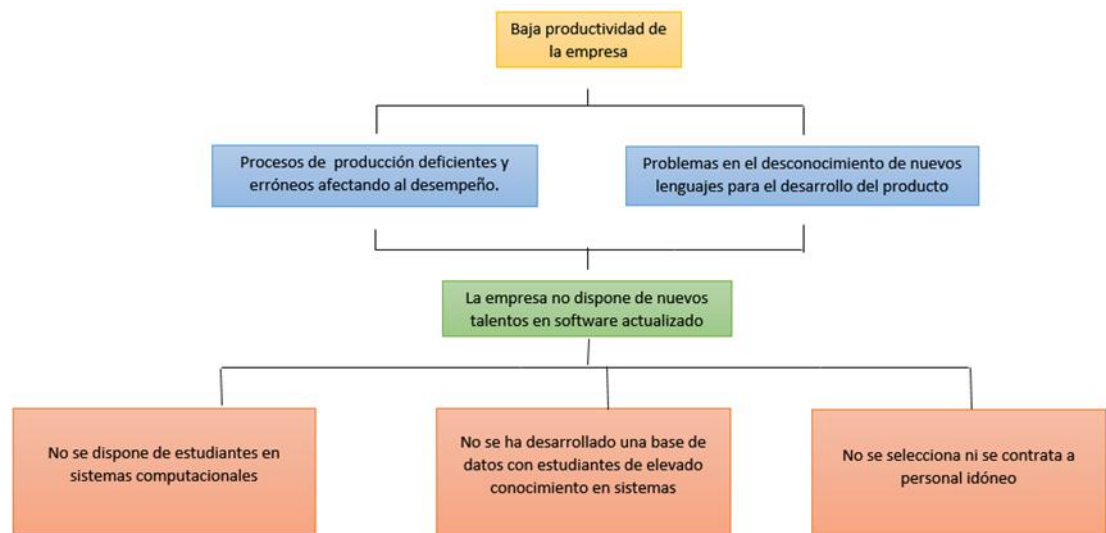 Baja productividad de
la empresa
Procesos de producción deficientes y
erróneos afectando al desempeño.
Problemas en el desconocimiento de nuevos
lenguajes para el desarrollo del producto
La empresa no dispone de nuevos
talentos en software actualizado
No se dispone de estudiantes en
sistemas computacionales
No se ha desarrollado una base de
datos con estudiantes de elevado
conocimiento en sistemas
No se selecciona ni se contrata a
personal idóneo